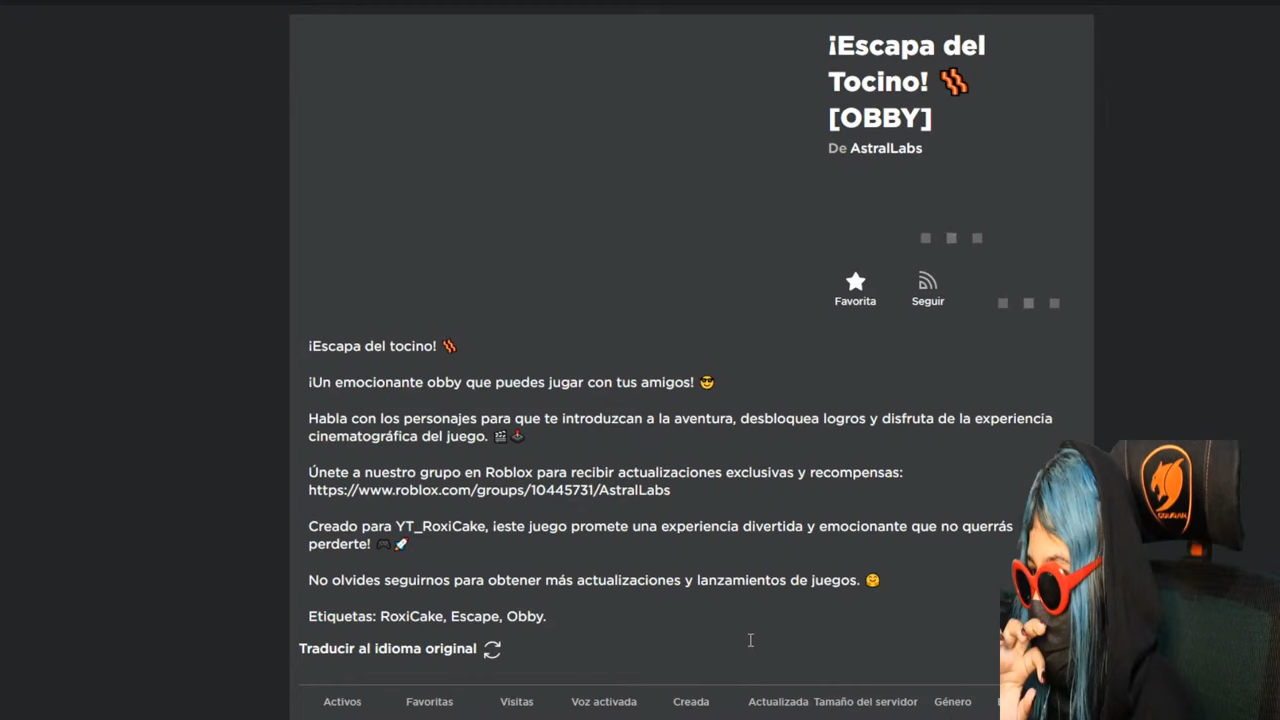 ¡Escapa del
Tocino!
[OBBY]
De AstralLabs
Favorita
Seguir
¡Escapa del tocino!
¡Un emocionante obby que puedes jugar con tus amigos!
Habla con los personajes para que te introduzcan a la aventura, desbloquea logros y disfruta de la experiencia
cinematográfica del juego.
Únete a nuestro grupo en Roblox para recibir actualizaciones exclusivas y recompensas:
https://www.roblox.com/groups/10445731/AstralLabs
Creado para YT_RoxiCake, ¡este juego promete una experiencia divertida y emocionante que no querrás
perderte!
No olvides seguirnos para obtener más actualizaciones y lanzamientos de juegos.
Etiquetas: RoxiCake, Escape, Obby.
Traducir al idioma original
Activos
Favoritas
Visitas
Voz activada
Creada
Actualizada
Tamaño del servidor
Género
COUGAR